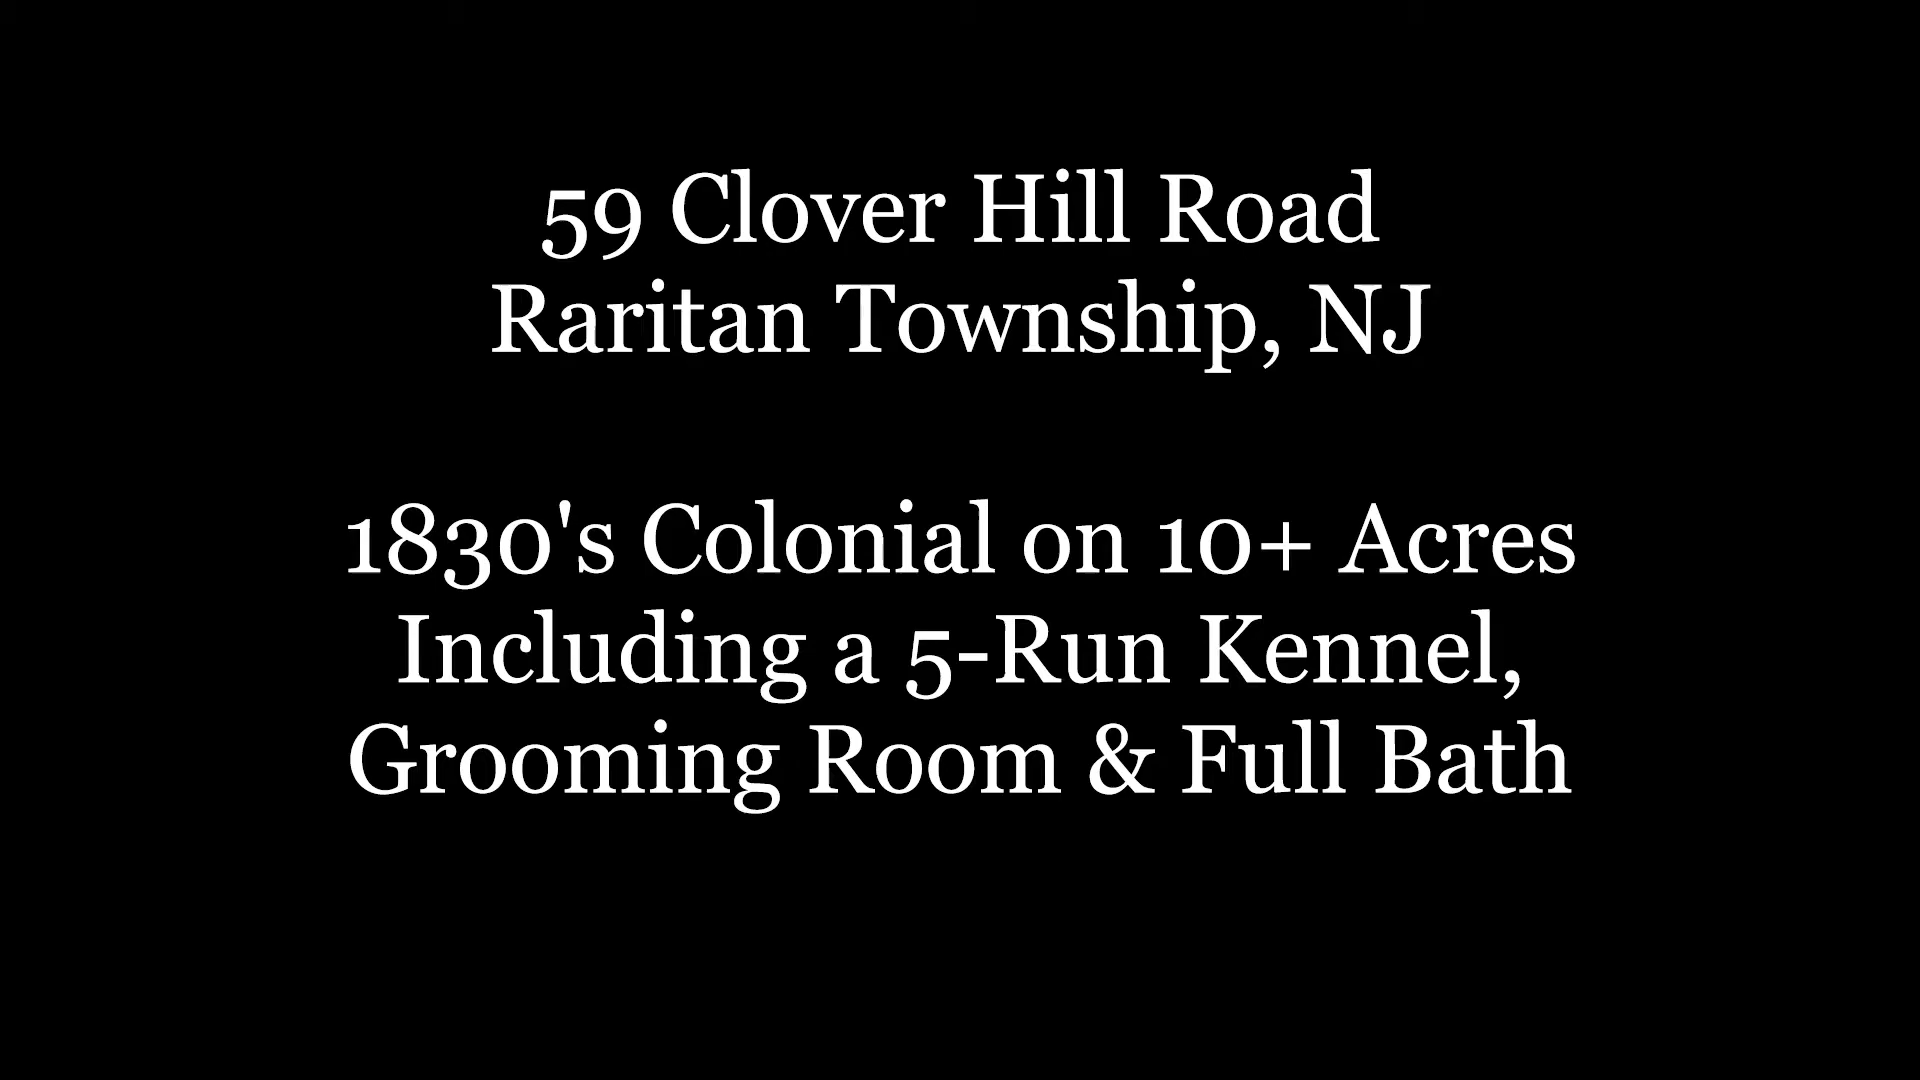 59 Clover Hill Road
Raritan Township, NJ
1830's Colonial on 10+ Acres
Including a 5-Run Kennel,
Grooming Room & Full Bath